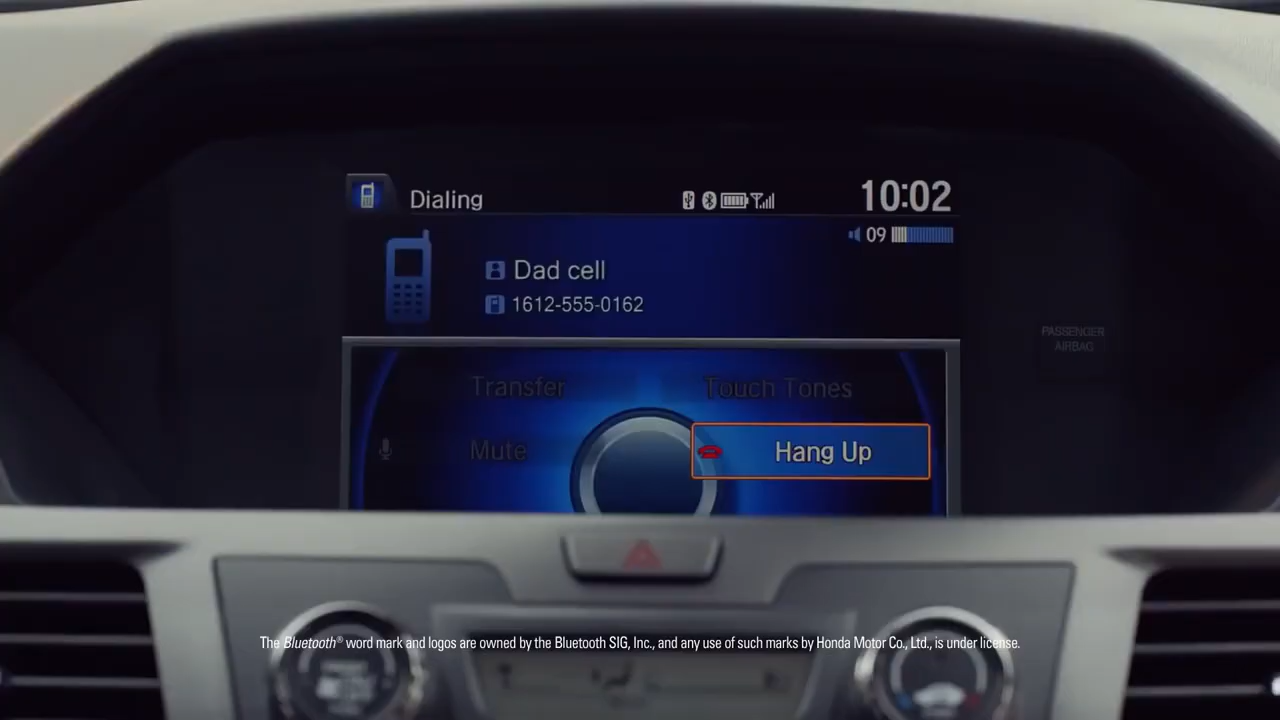 Dialing
10:02
09
Dad cell
1612-555-0162
PASSENGER
AIRBAG
Transfer
Touch Tones
Mute
Hang Up
The Bluetooth® word mark and logos are owned by the Bluetooth SIG, Inc., and any use of such marks by Honda Motor Co., Ltd., is under license.